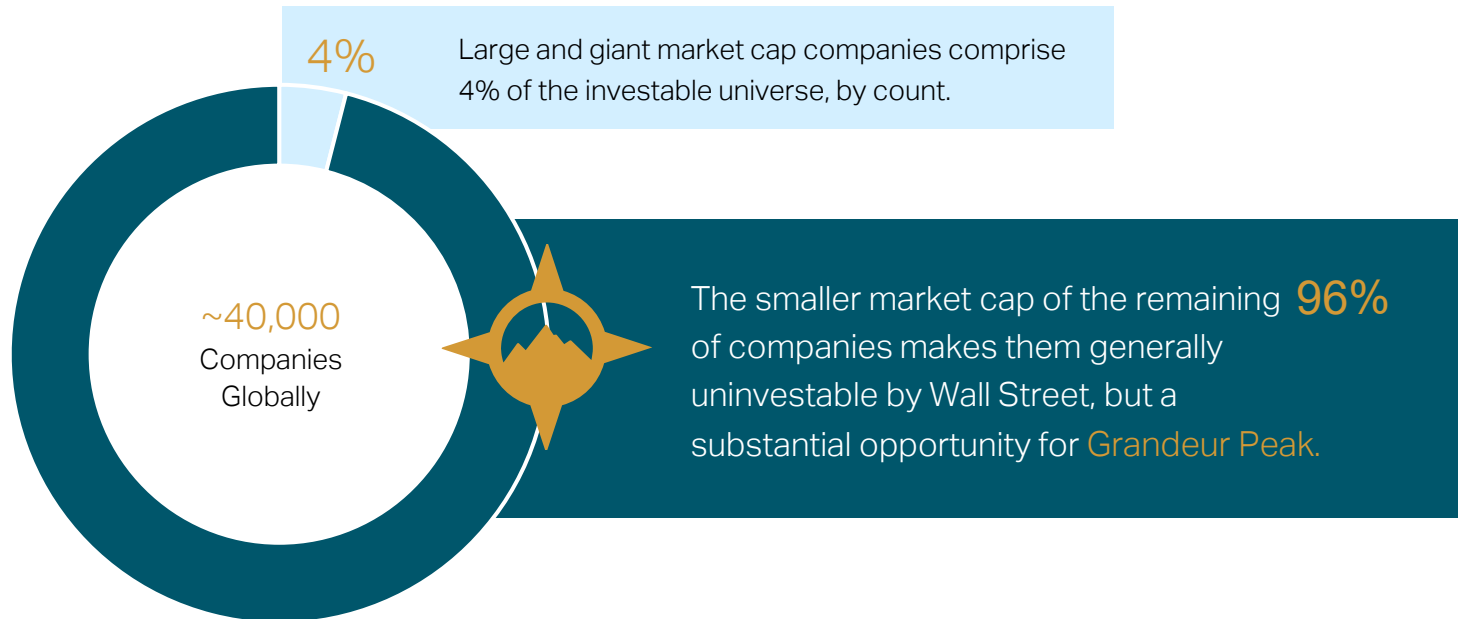 4%
Large and giant market cap companies comprise
4% of the investable universe, by count.
~40,000
Companies
Globally
The smaller market cap of the remaining 96%
of companies makes them generally
uninvestable by Wall Street, but a
substantial opportunity for Grandeur Peak.